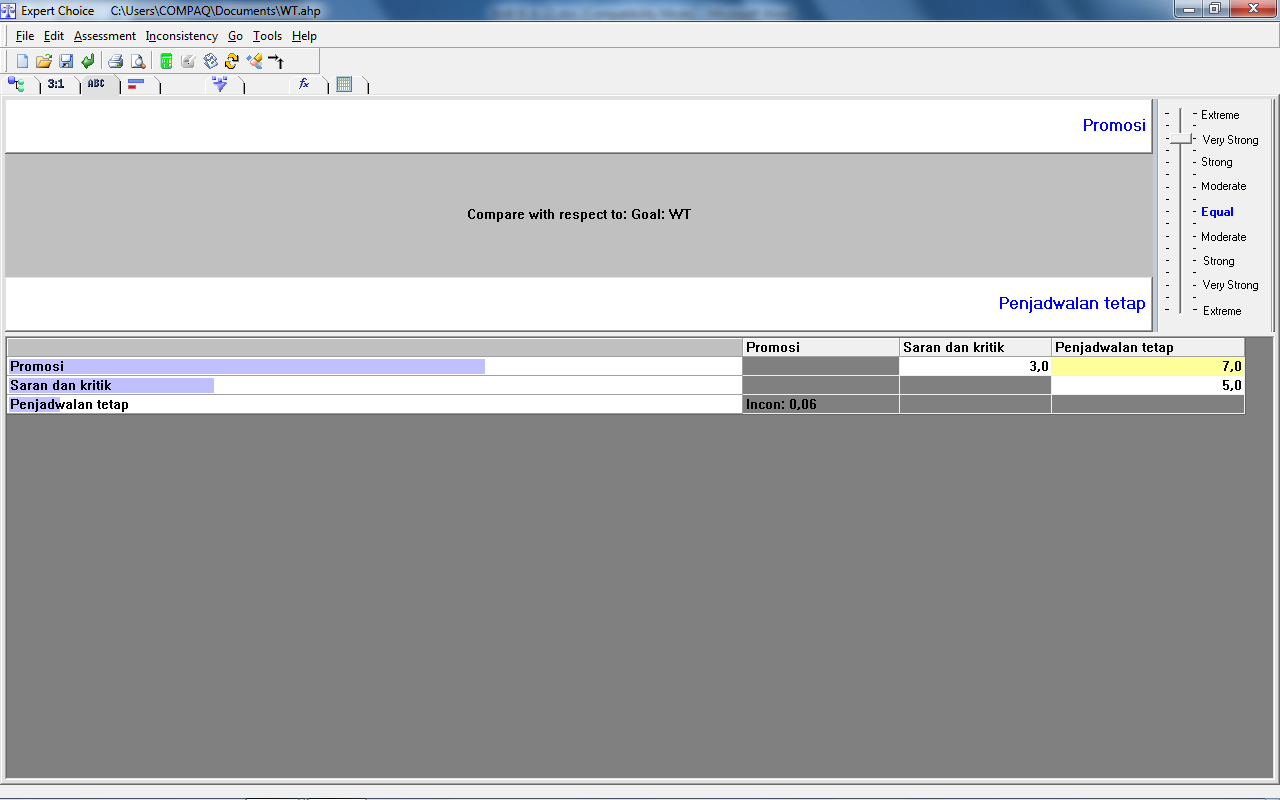 Expert Choice C:\Users\COMPAQ\Documents\WT.ahp
File Edit Assessment Inconsistency Go Tools Help
3:1 ABC fx
Promosi
Compare with respect to: Goal: WT
Penjadwalan tetap
Extreme
Very Strong
Strong
Moderate
Equal
Moderate
Strong
Very Strong
Extreme
Promosi Saran dan kritik Penjadwalan tetap
Promosi 3,0 7,0
Saran dan kritik 5,0
Penjadwalan tetap Incon: 0,06